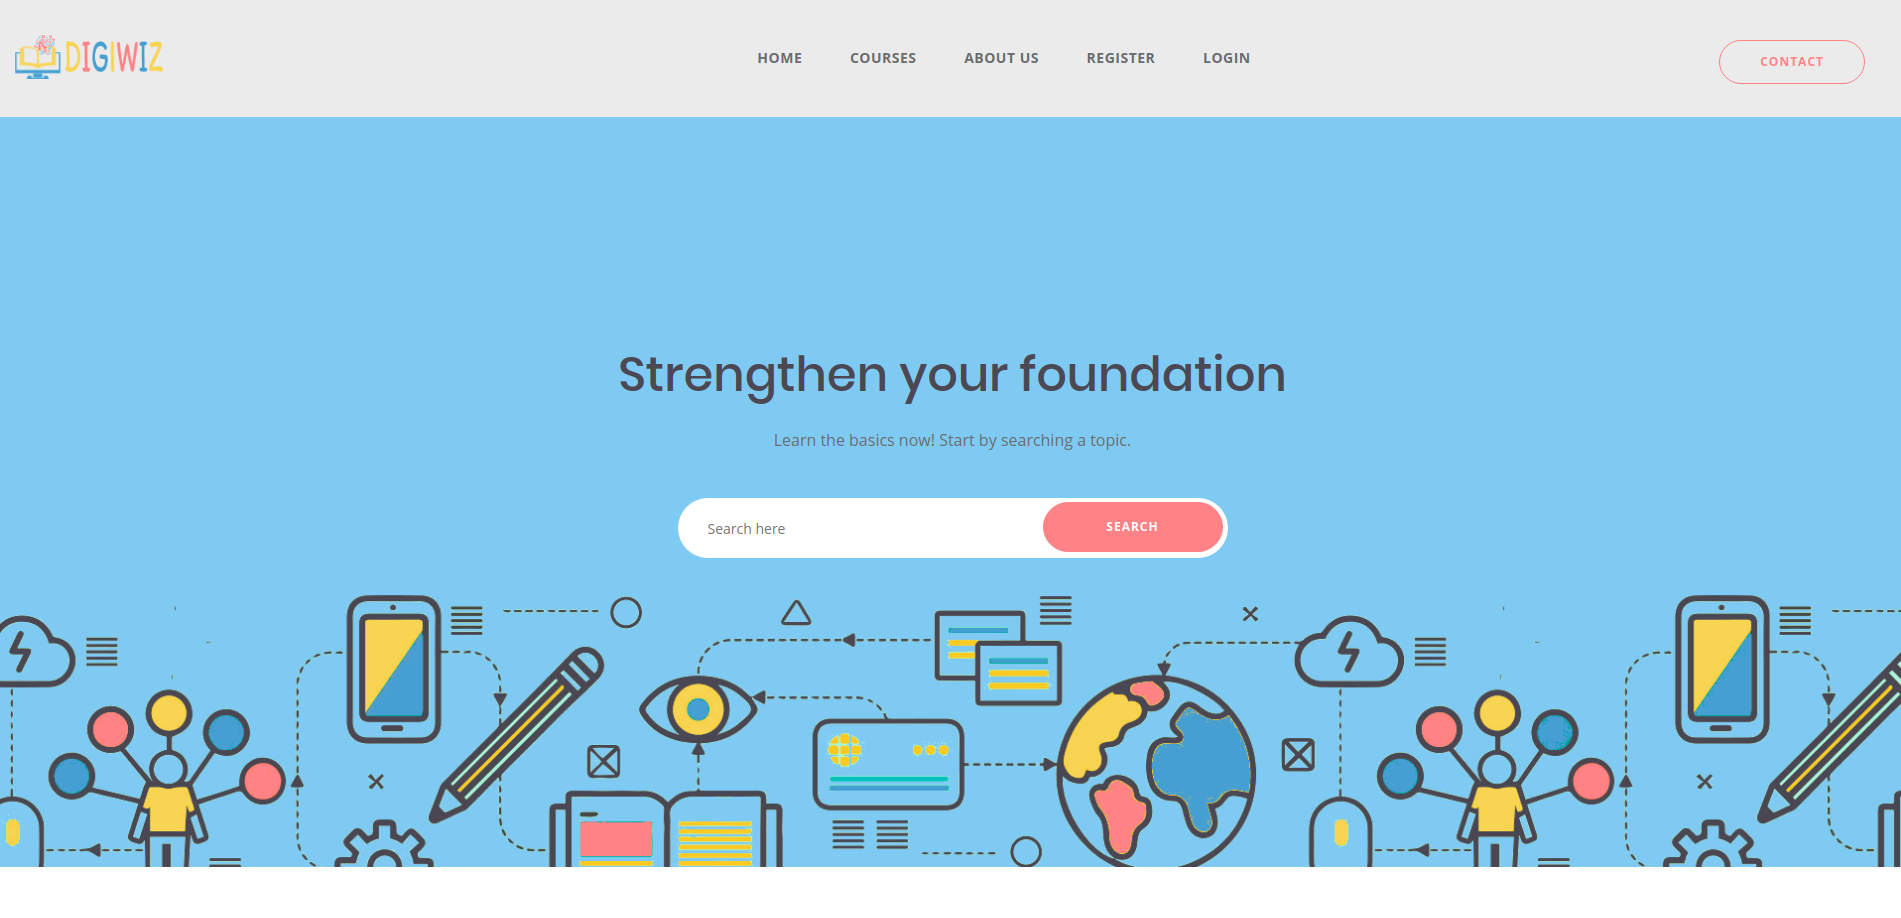 DIGIWIZ
HOME COURSES ABOUT US REGISTER LOGIN
CONTACT
Strengthen your foundation
Learn the basics now! Start by searching a topic.
Search here
SEARCH